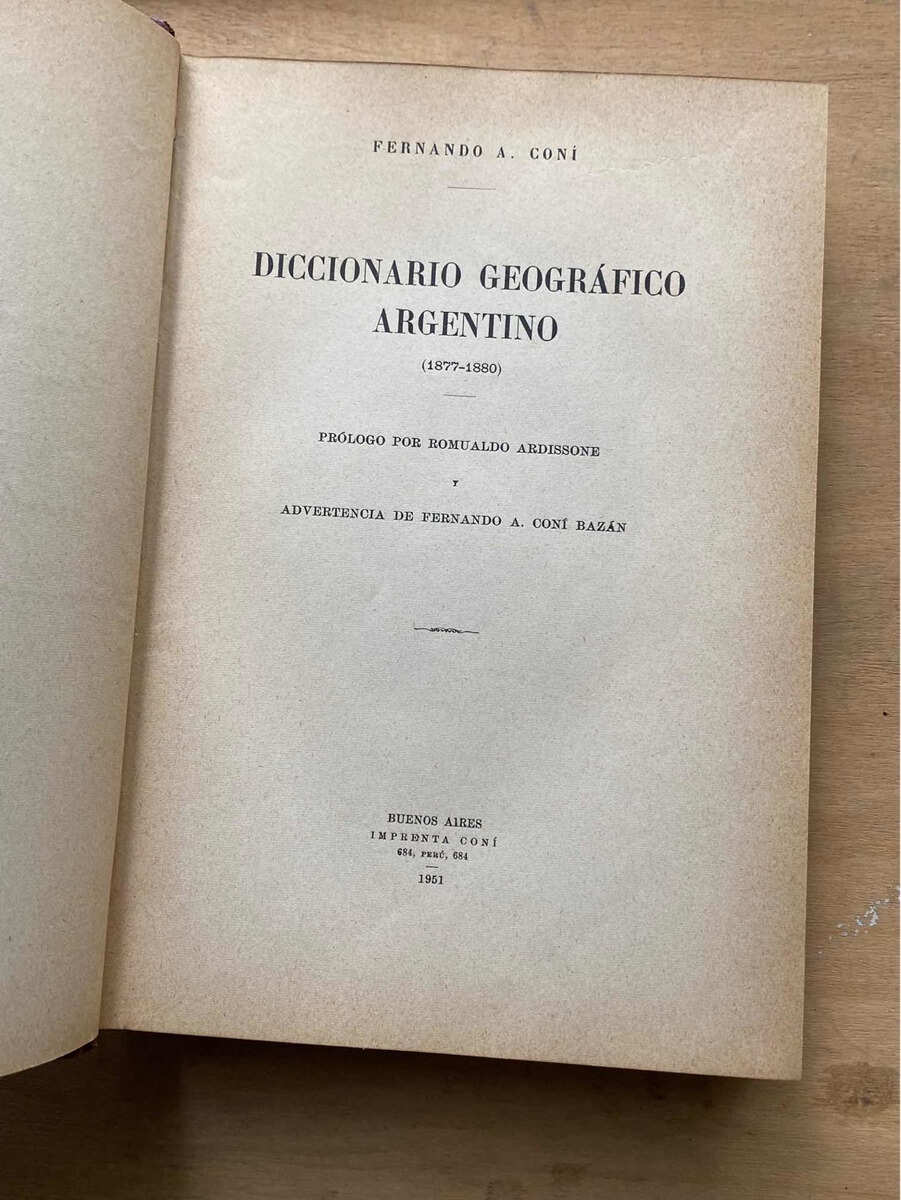 FERNANDO A. CONÍ
DICCIONARIO GEOGRÁFICO
ARGENTINO
(1877-1880)
PRÓLOGO POR ROMUALDO ARDISSONE
Y
ADVERTENCIA DE FERNANDO A. CONÍ BAZÁN
BUENOS AIRES
IMPRENTA CONÍ
684, PERÚ, 684
1951